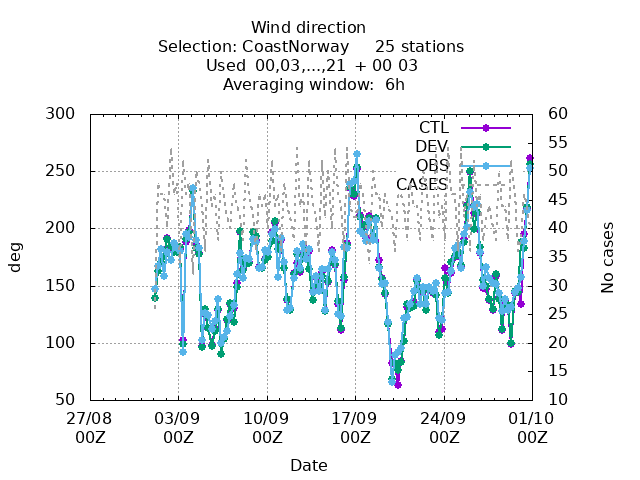 Wind direction
Selection: CoastNorway 25 stations
Used 00,03,...,21 + 00 03
Averaging window: 6h
300
250
200
150
100
50
deg
60
55
50
45
40
35
30
25
20
15
10
No cases
CTL
DEV
OBS
CASES
27/08 03/09 10/09 17/09 24/09 01/10
00Z 00Z 00Z 00Z 00Z 00Z
Date